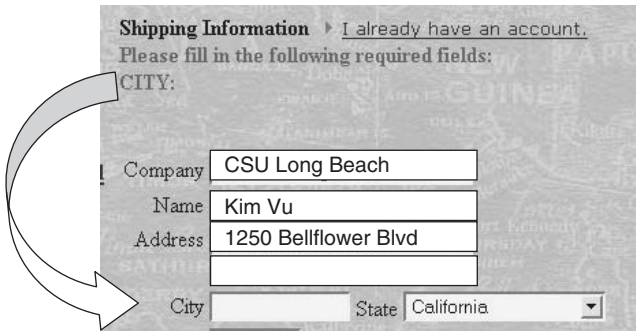 Shipping Information I already have an account.
Please fill in the following required fields:
CITY:
Company CSU Long Beach
Name Kim Vu
Address 1250 Bellflower Blvd
City State California